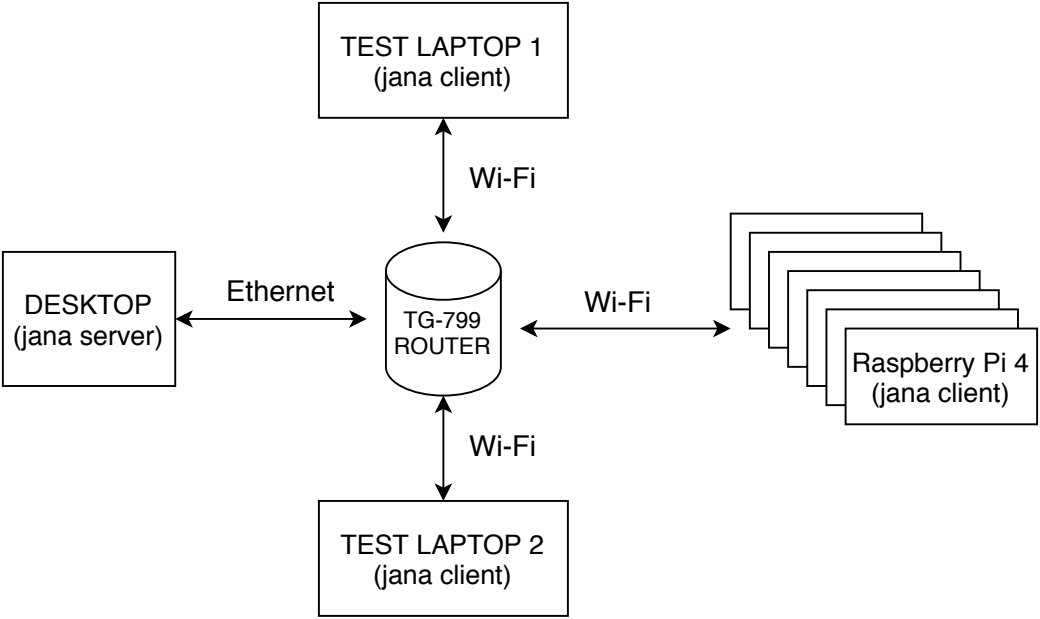 TEST LAPTOP 1
(jana client)
Wi-Fi
DESKTOP
(jana server)
Ethernet
TG-799
ROUTER
Wi-Fi
Raspberry Pi 4
(jana client)
Wi-Fi
TEST LAPTOP 2
(jana client)